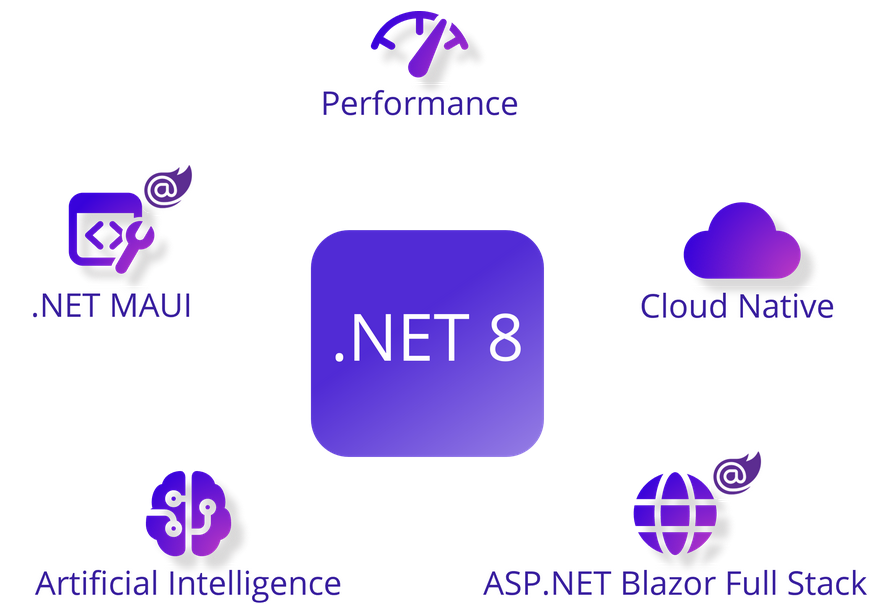 Performance
.NET MAUI
Cloud Native
.NET 8
Artificial Intelligence
ASP.NET Blazor Full Stack